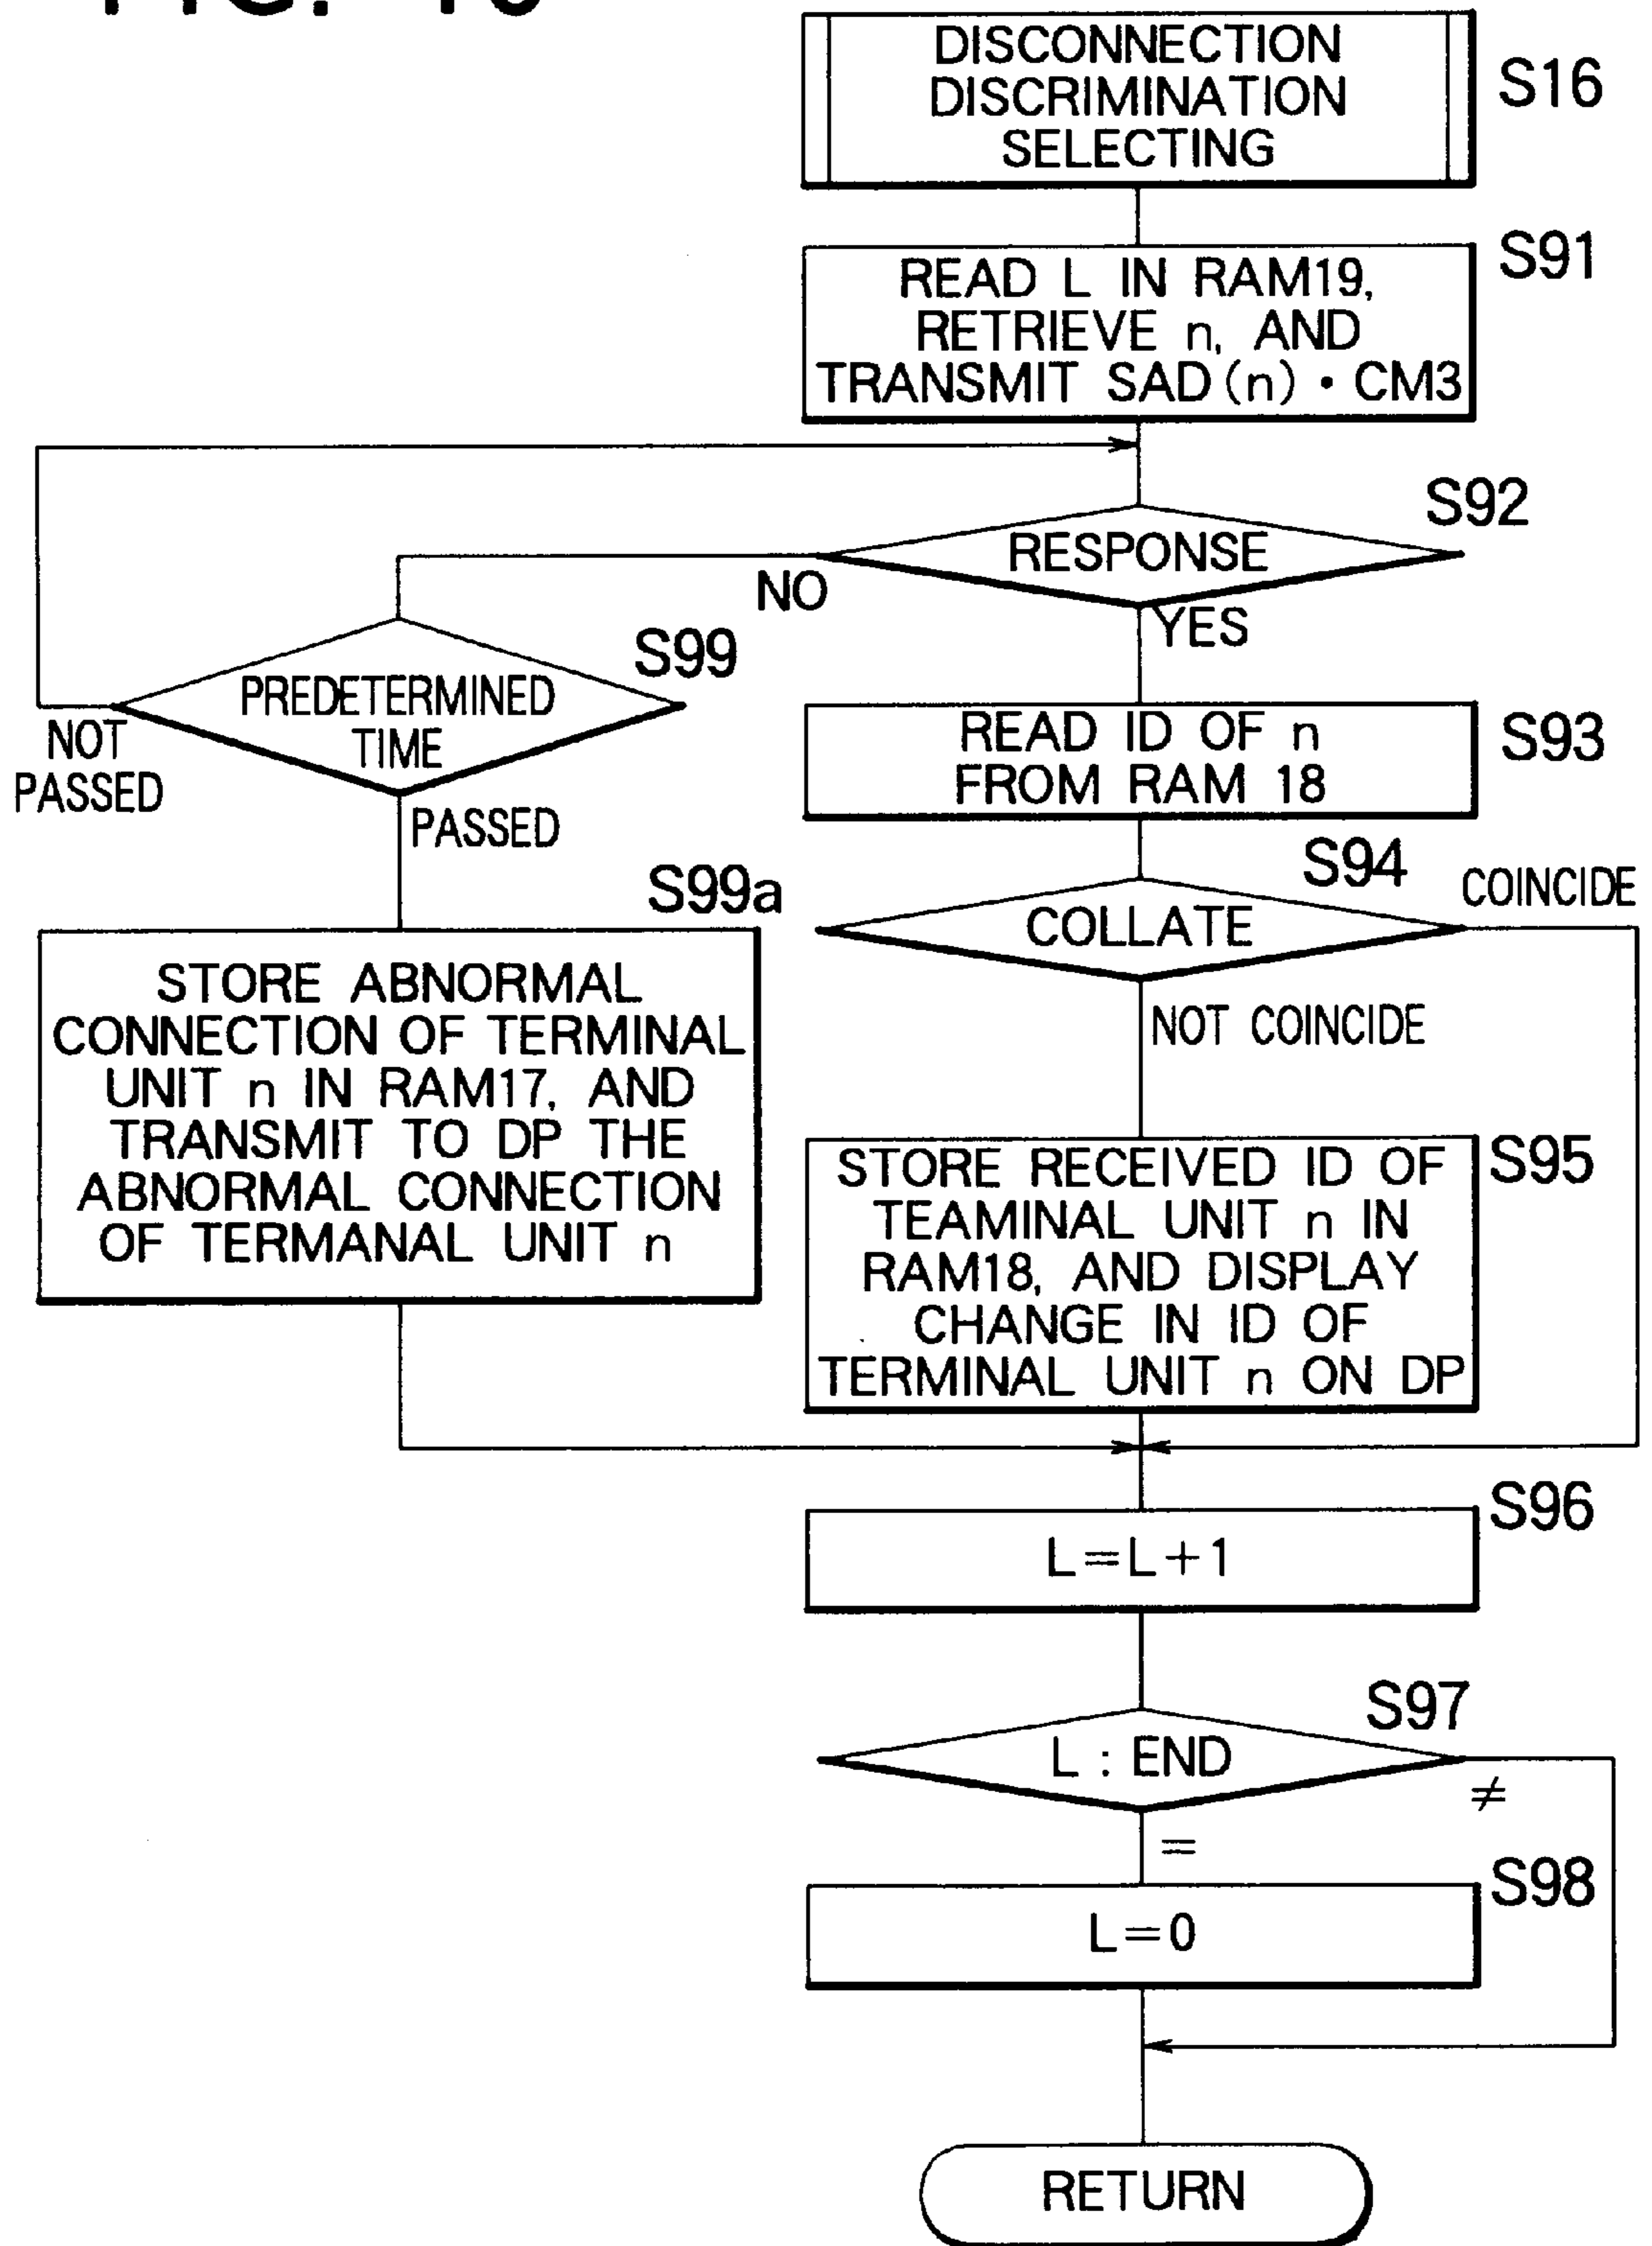 DISCONNECTION
DISCRIMINATION
SELECTING
S16
S91
READ L IN RAM19,
RETRIEVE n, AND
TRANSMIT SAD(n)・CM3
S92
RESPONSE
NO
YES
S99
PREDETERMINED
TIME
NOT
PASSED
PASSED
S93
READ ID OF n
FROM RAM 18
S94
COLLATE
COINCIDE
NOT COINCIDE
S99a
STORE ABNORMAL
CONNECTION OF TERMINAL
UNIT n IN RAM17, AND
TRANSMIT TO DP THE
ABNORMAL CONNECTION
OF TERMANAL UNIT n
S95
STORE RECEIVED ID OF
TEAMINAL UNIT n IN
RAM18, AND DISPLAY
CHANGE IN ID OF
TERMINAL UNIT n ON DP
S96
L=L+1
S97
L : END
≠
=
S98
L=0
RETURN